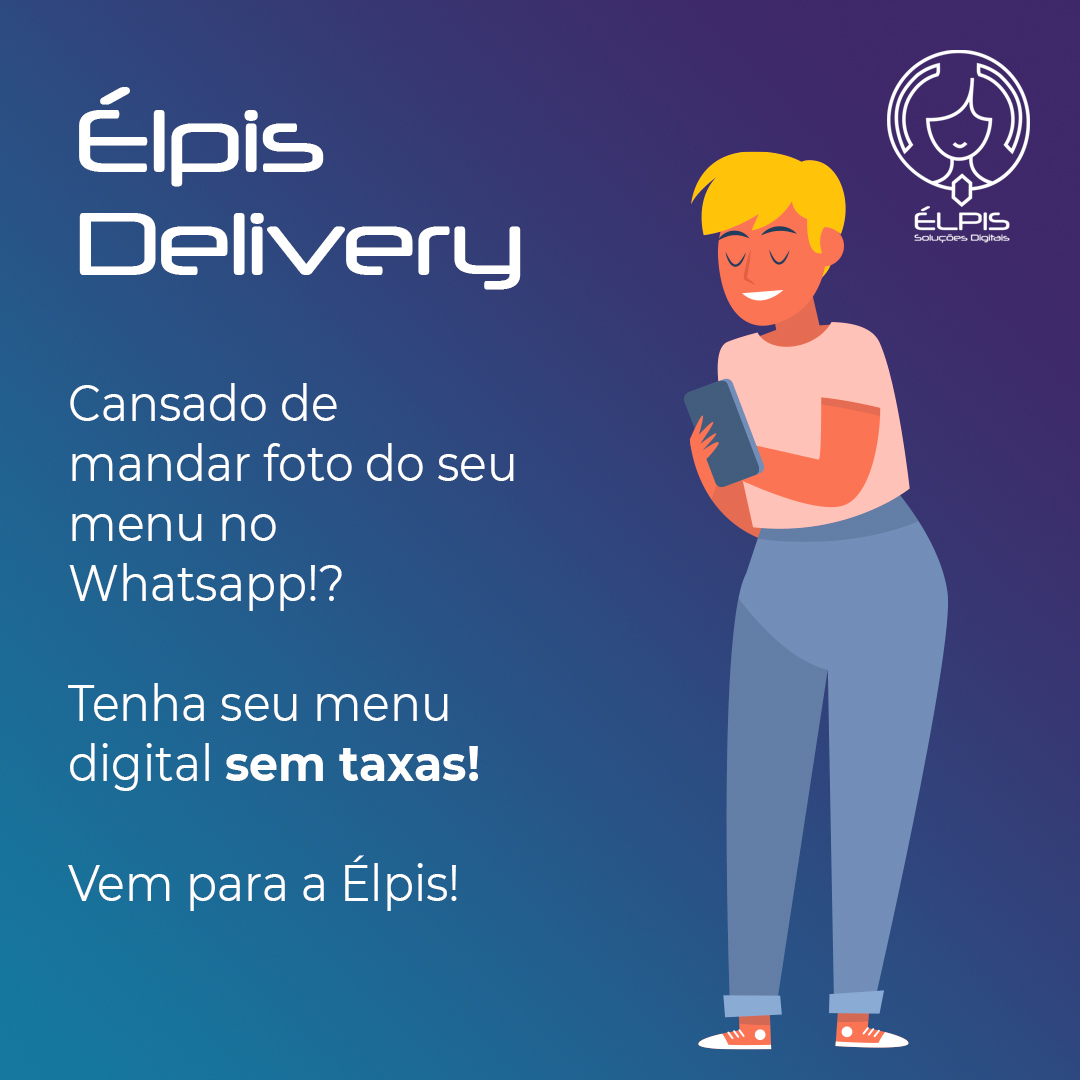 Élpis
Delivery
ÉLPIS
Soluções Digitais
Cansado de
mandar foto do seu
menu no
Whatsapp!?
Tenha seu menu
digital sem taxas!
Vem para a Élpis!